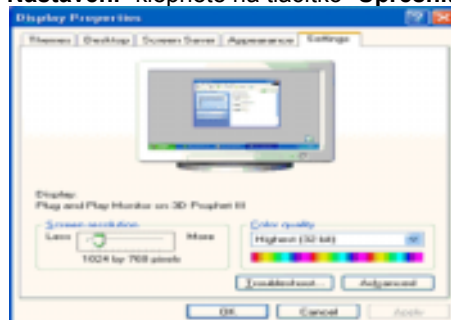 Nastavení" klepněte na tlačítko "Upřesnit
Display Properties
Themes Desktop Screen Saver Appearance Settings
Display:
Plug and Play Monitor on 3D Prophet III
Screen resolution
Less More
1024 by 768 pixels
Color quality
Highest (32 bit)
Troubleshoot... Advanced
OK Cancel Apply